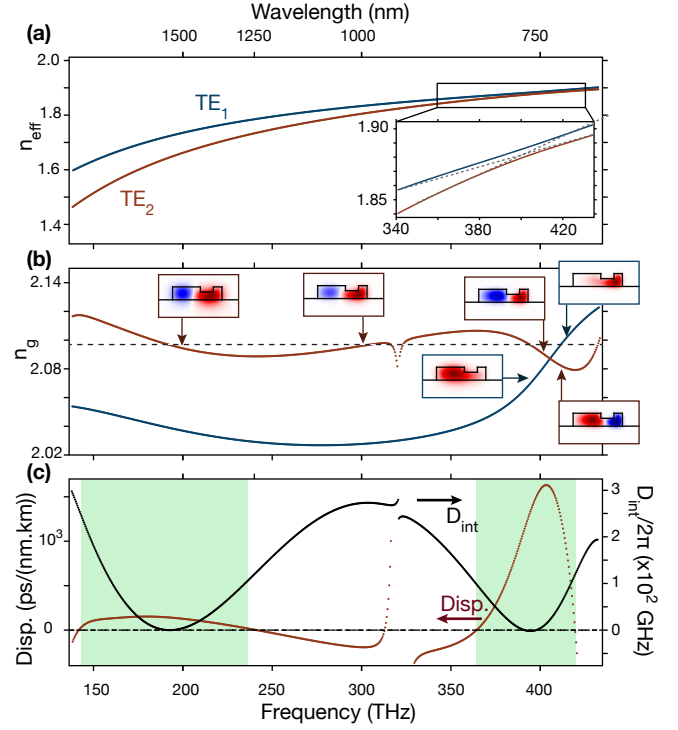 Wavelength (nm)
(a)
1500 1250 1000 750
2.0
1.8
1.6
1.4
n_eff
TE_1
TE_2
1.90
1.85
340 380 420
(b)
2.14
2.08
2.02
n_g
(c)
Disp. (ps/(nm.km))
10^3
0
D_int
Disp.
3
2
1
0
D_int/2π (x10^2 GHz)
150 200 250 300 350 400
Frequency (THz)